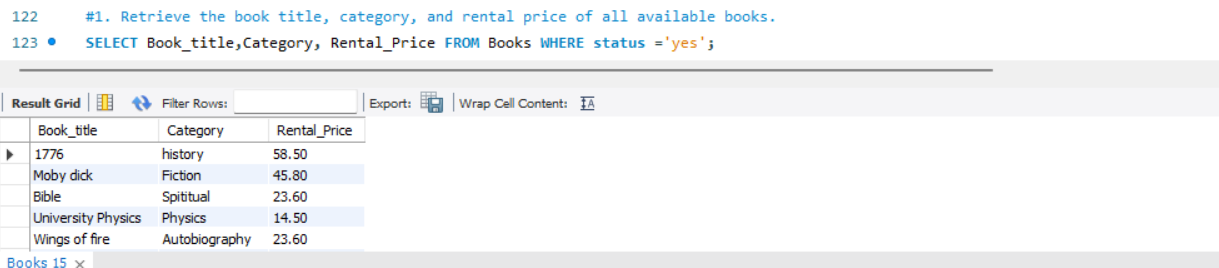 122 #1. Retrieve the book title, category, and rental price of all available books.
123 SELECT Book_title,Category, Rental_Price FROM Books WHERE status ='yes';
Result Grid Filter Rows: Export: Wrap Cell Content: IA
Book_title Category Rental_Price
1776 history 58.50
Moby dick Fiction 45.80
Bible Spititual 23.60
University Physics Physics 14.50
Wings of fire Autobiography 23.60
Books 15